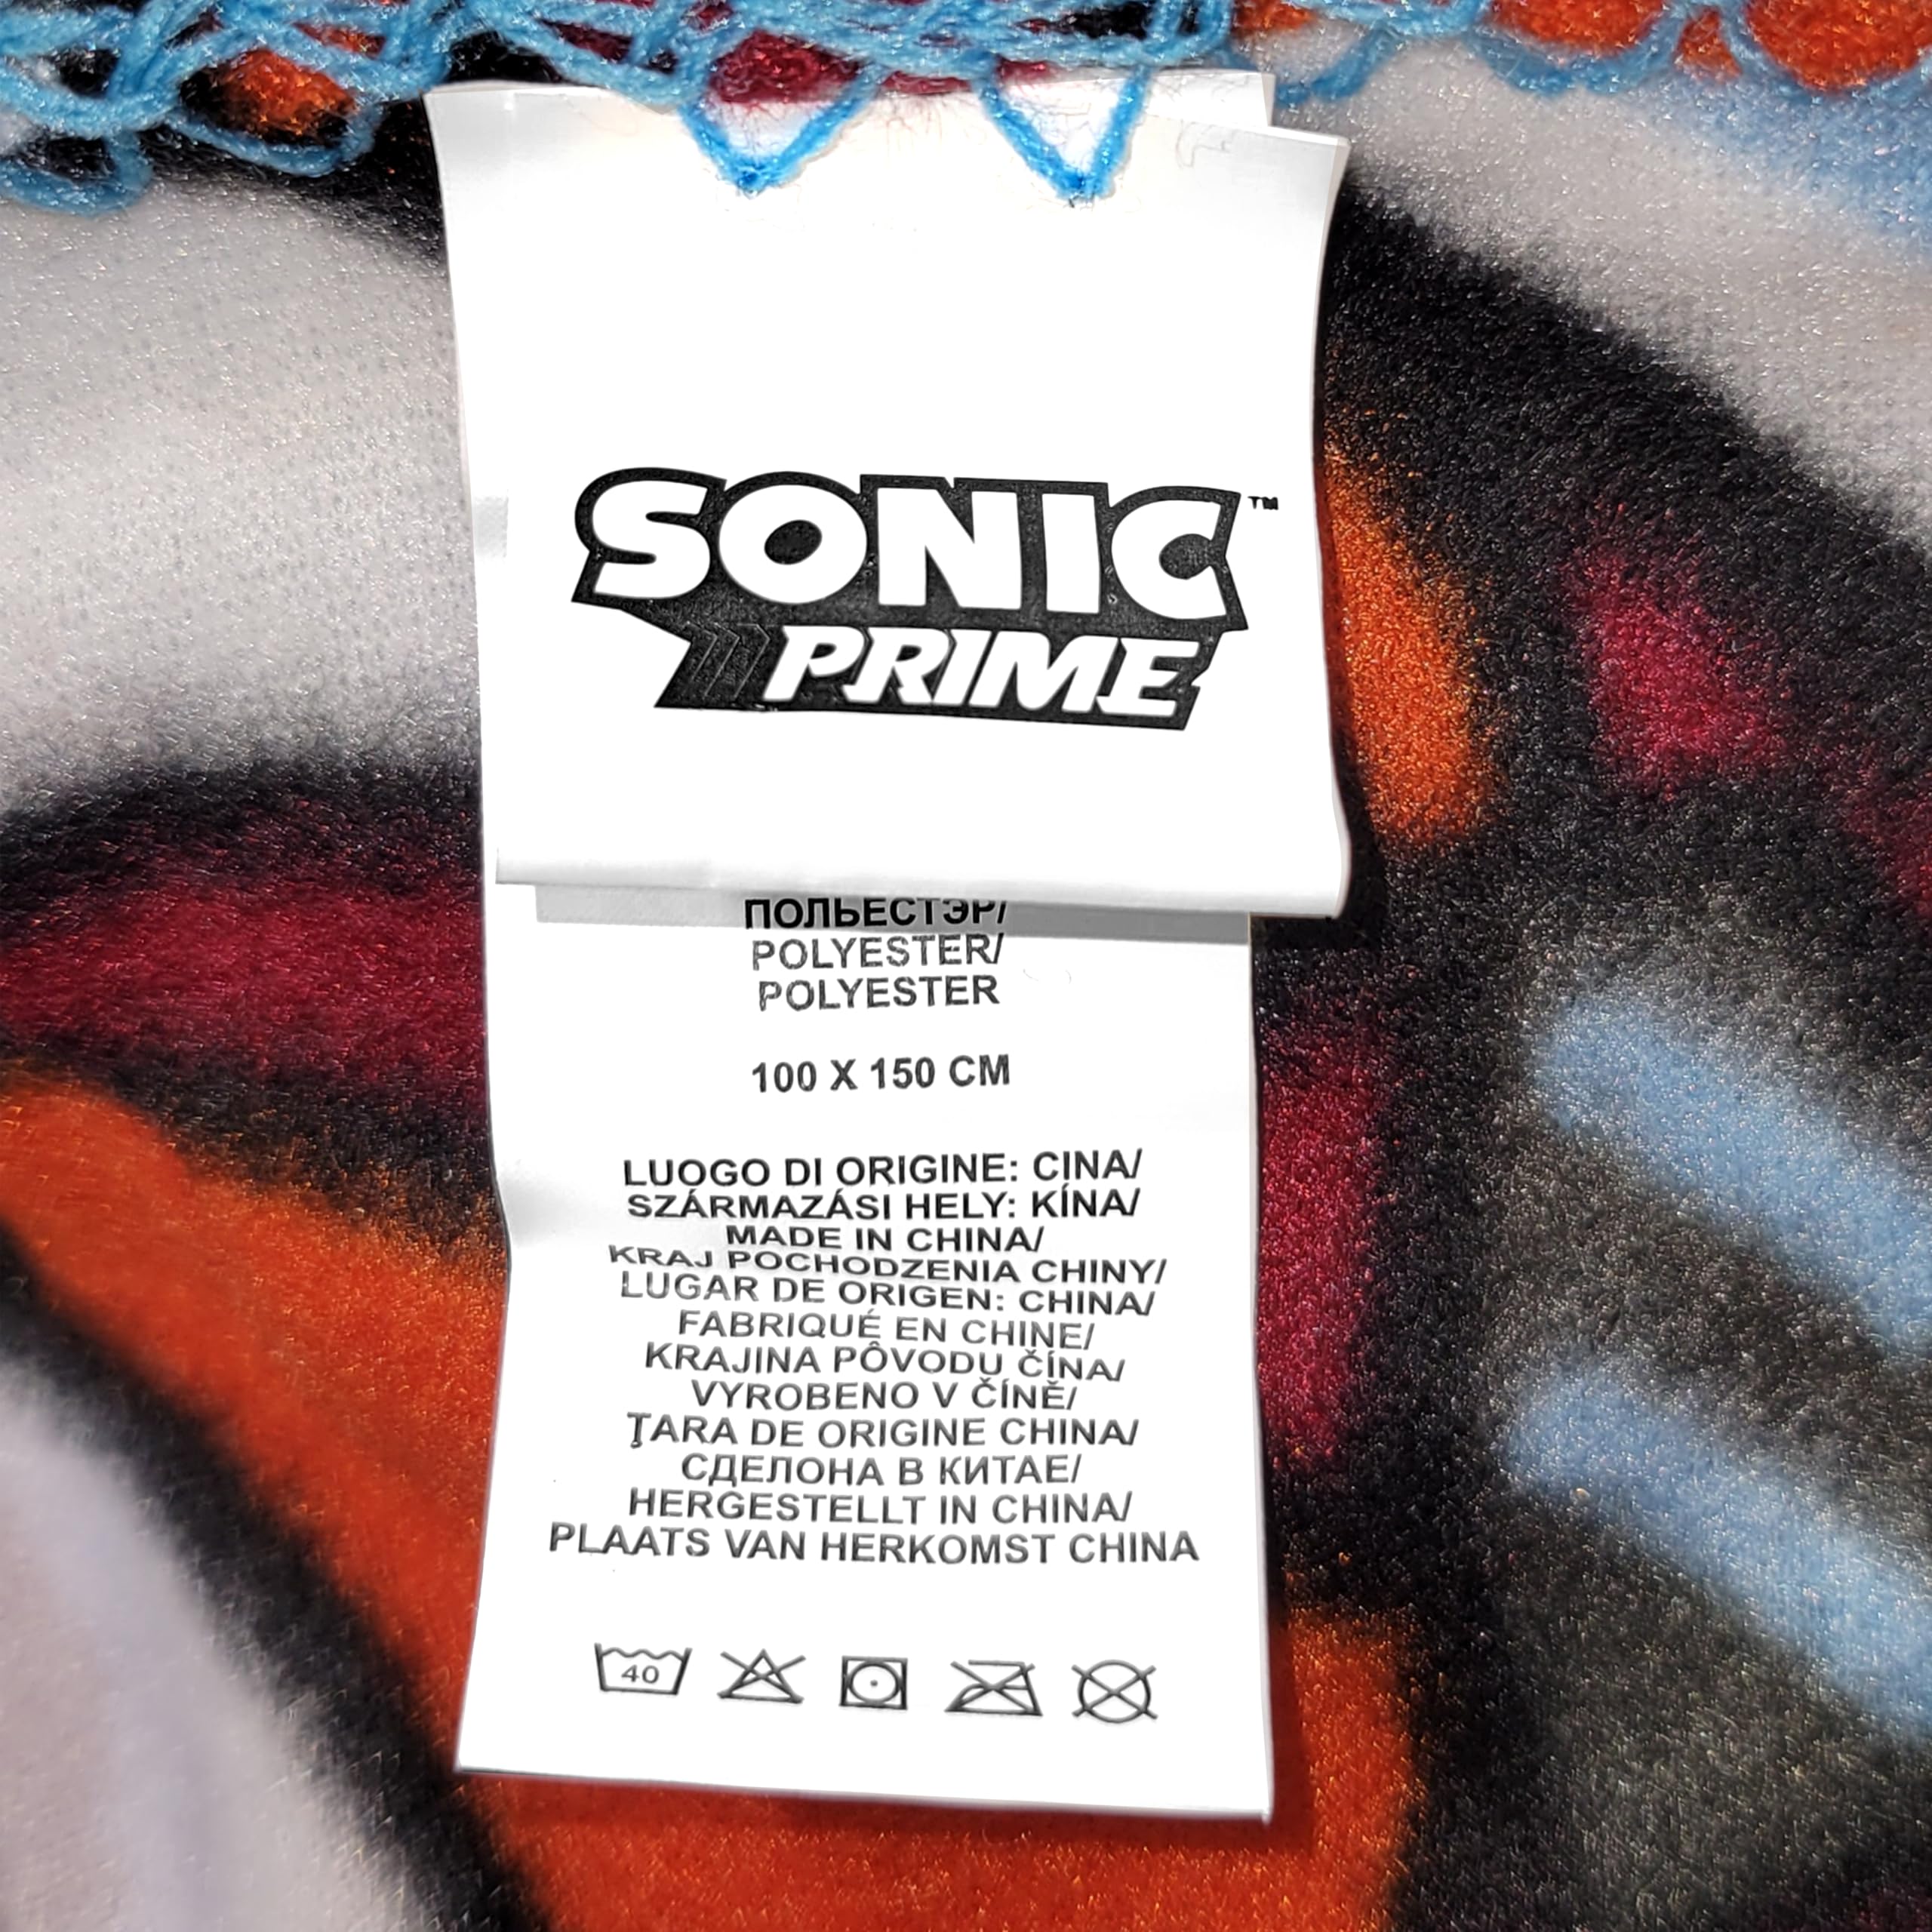 SONIC™
PRIME
ПОЛЬЕСТЭР/
POLYESTER/
POLYESTER
100 X 150 CM
LUOGO DI ORIGINE: CINA/
SZÁRMAZÁSI HELY: KÍNA/
MADE IN CHINA/
KRAJ POCHODZENIA CHINY/
LUGAR DE ORIGEN: CHINA/
FABRIQUÉ EN CHINE/
KRAJINA PÔVODU ČÍNA/
VYROBENO V ČÍNĚ/
ŢARA DE ORIGINE CHINA/
СДЕЛОНА В КИТАЕ/
HERGESTELLT IN CHINA/
PLAATS VAN HERKOMST CHINA
40